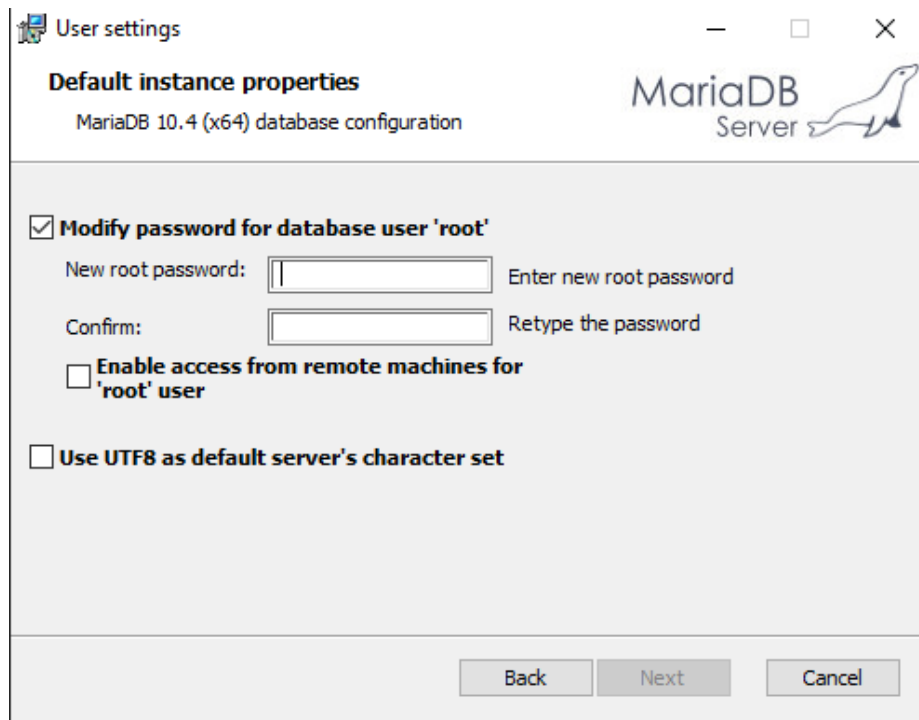 User settings
Default instance properties
MariaDB 10.4 (x64) database configuration
MariaDB
Server
Modify password for database user 'root'
New root password:
Enter new root password
Confirm:
Retype the password
Enable access from remote machines for
'root' user
Use UTF8 as default server's character set
Back
Next
Cancel